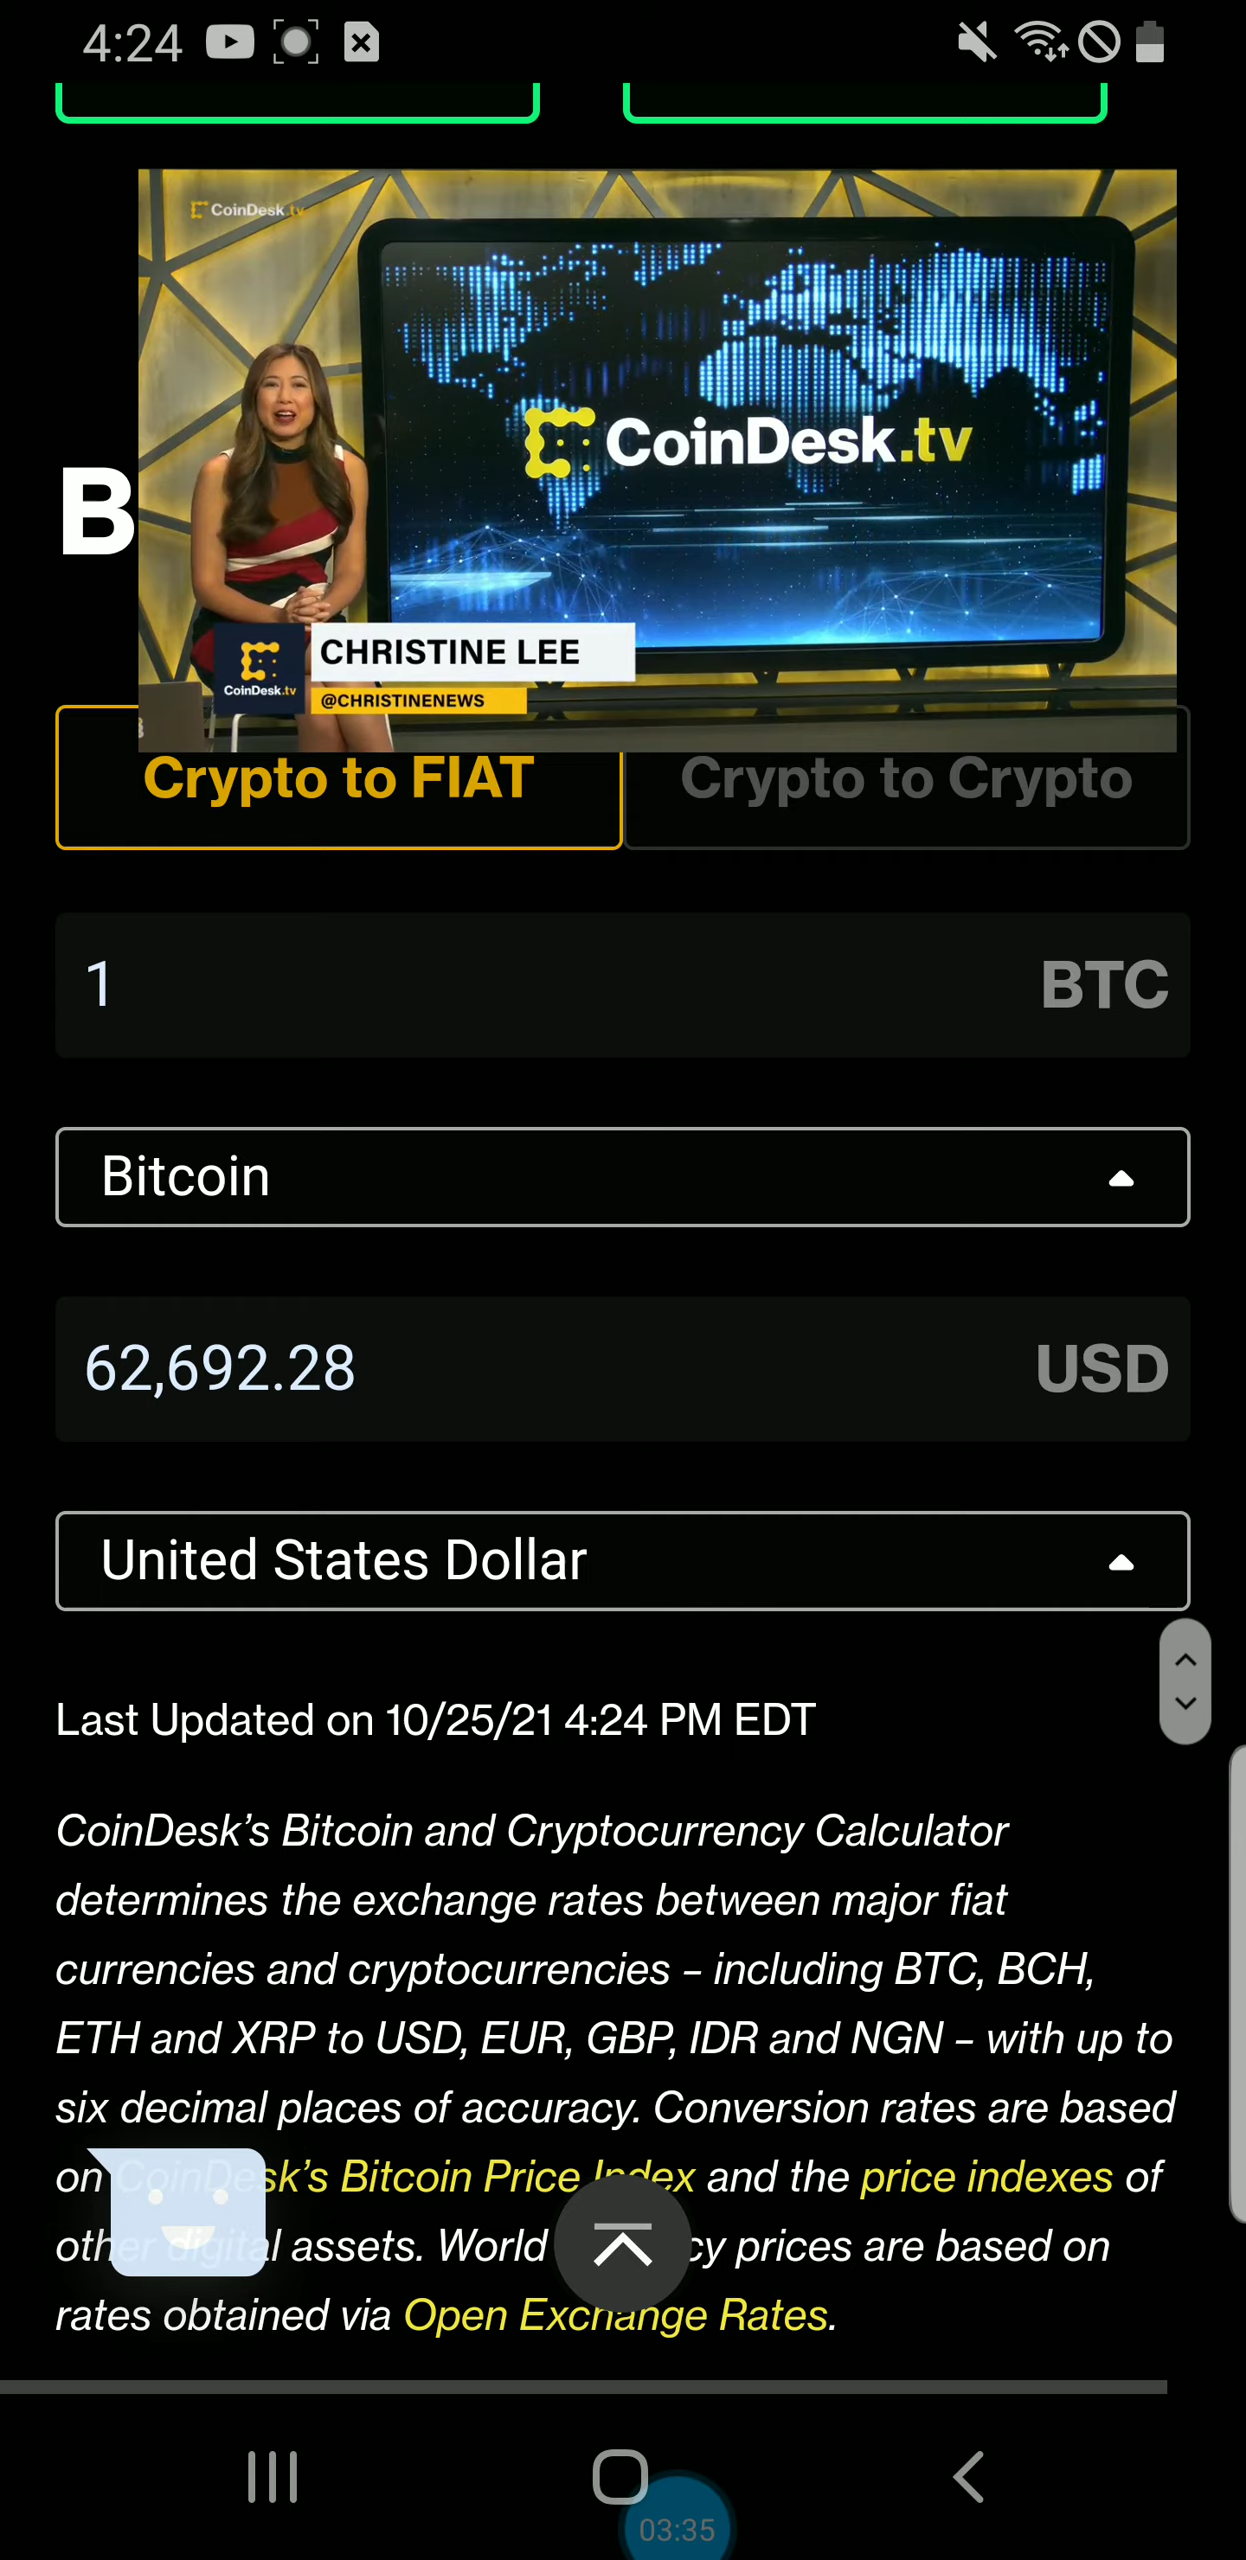 4:24
CoinDesk.tv
CoinDesk.tv
B
CHRISTINE LEE
CoinDesk.tv
@CHRISTINENEWS
Crypto to FIAT
Crypto to Crypto
1
BTC
Bitcoin
62,692.28
USD
United States Dollar
Last Updated on 10/25/21 4:24 PM EDT
CoinDesk’s Bitcoin and Cryptocurrency Calculator
determines the exchange rates between major fiat
currencies and cryptocurrencies – including BTC, BCH,
ETH and XRP to USD, EUR, GBP, IDR and NGN – with up to
six decimal places of accuracy. Conversion rates are based
on CoinDesk’s Bitcoin Price Index and the price indexes of
other digital assets. World cy prices are based on
rates obtained via Open Exchange Rates.
03:35